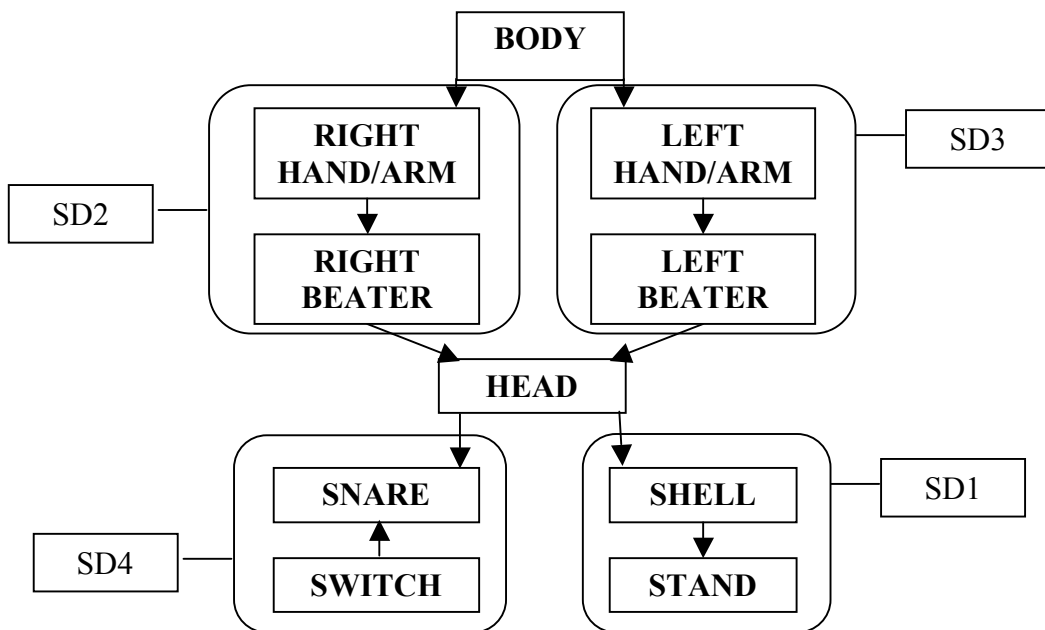 BODY
RIGHT
HAND/ARM
LEFT
HAND/ARM
SD3
SD2
RIGHT
BEATER
LEFT
BEATER
HEAD
SNARE
SHELL
SD1
SD4
SWITCH
STAND